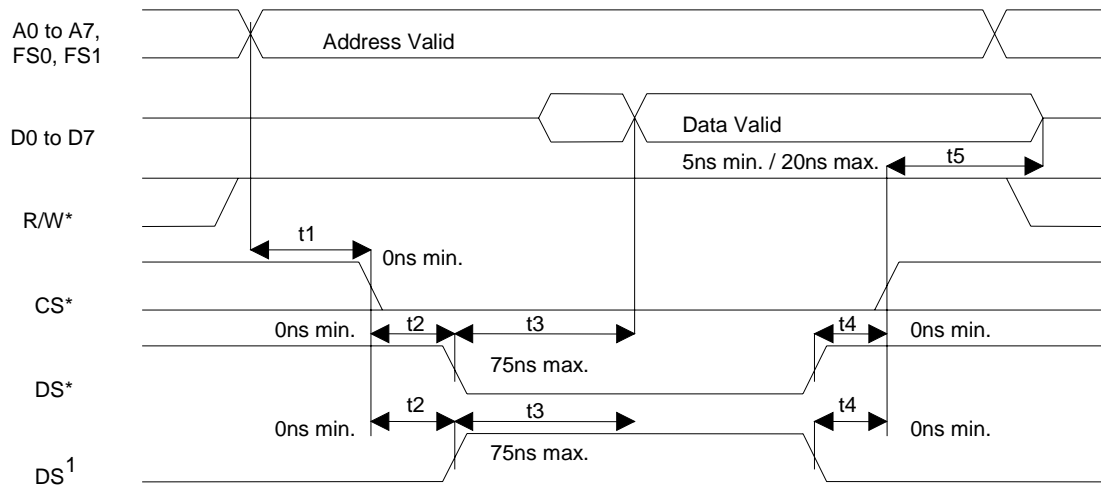 A0 to A7,
FS0, FS1
Address Valid
D0 to D7
Data Valid
5ns min. / 20ns max.
t5
R/W*
t1
0ns min.
CS*
0ns min.
t2
t3
t4
0ns min.
75ns max.
DS*
0ns min.
t2
t3
t4
0ns min.
75ns max.
DS1